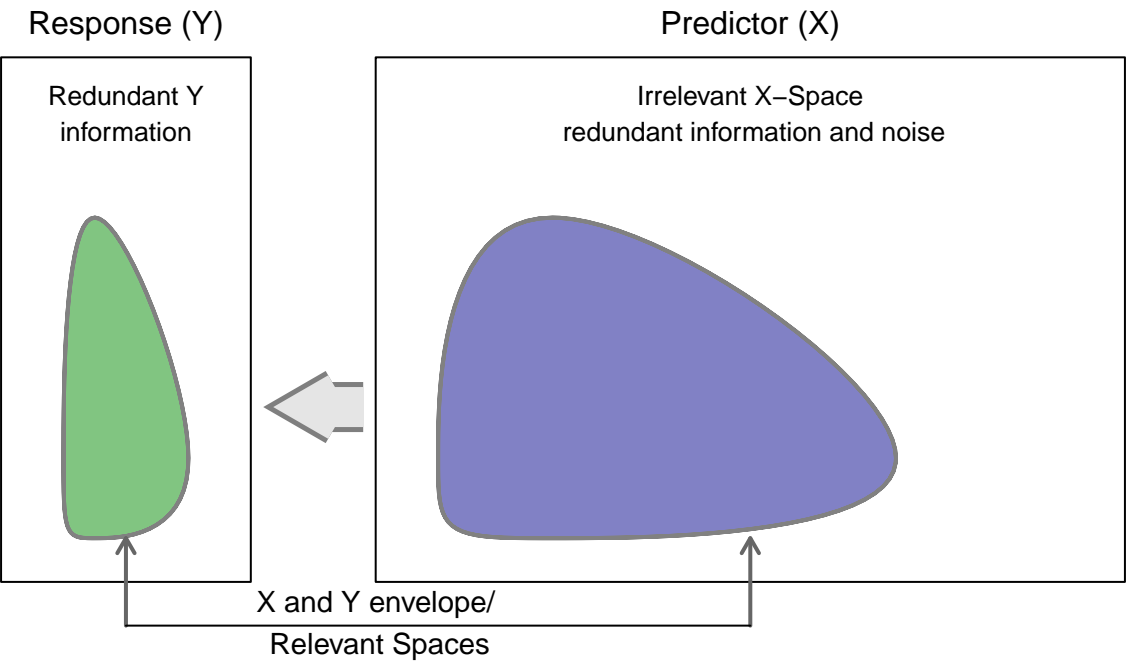 Response (Y)
Predictor (X)
Redundant Y
information
Irrelevant X−Space
redundant information and noise
X and Y envelope/
Relevant Spaces